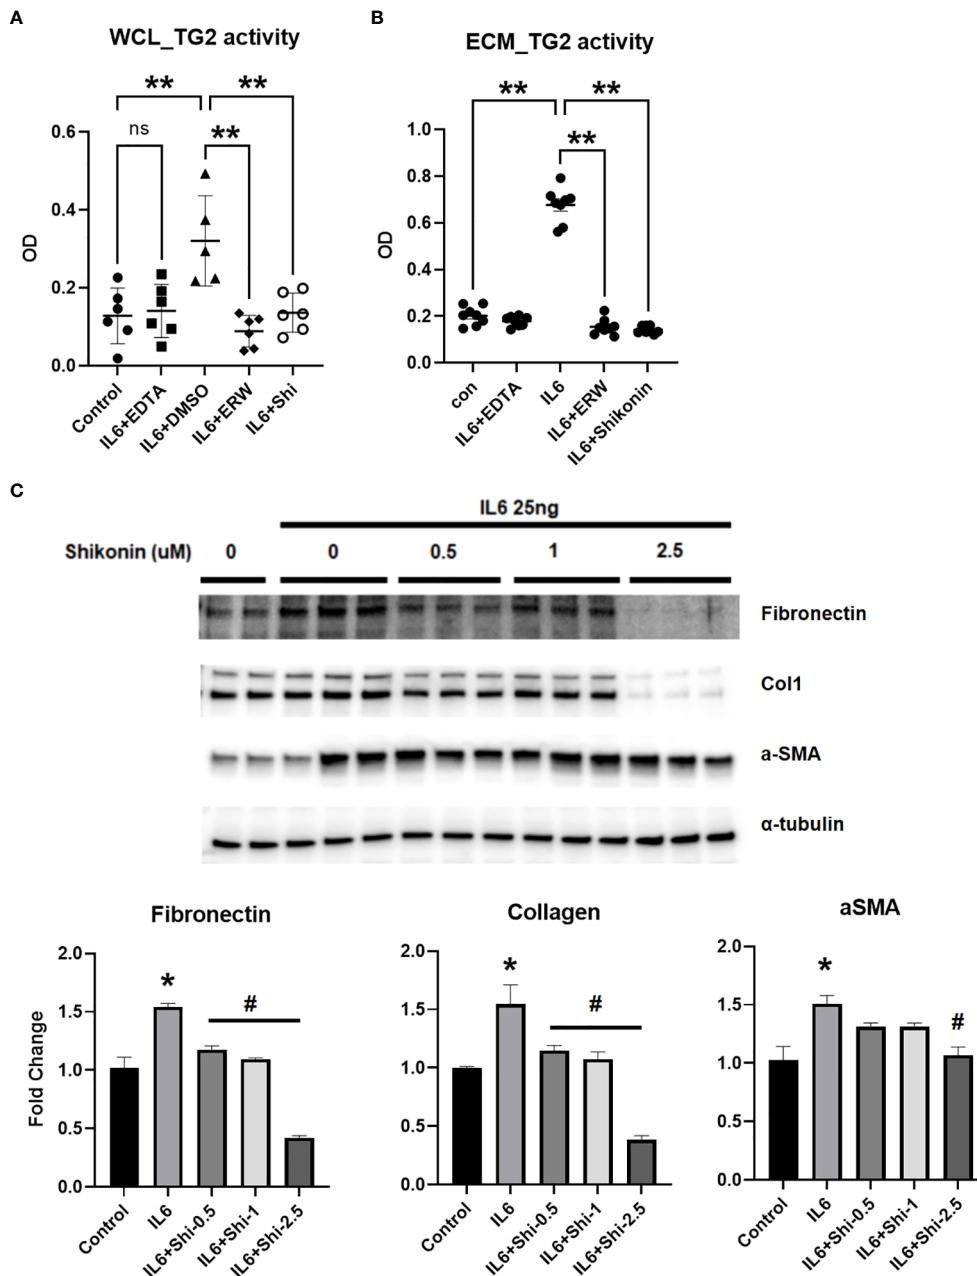 A
WCL_TG2 activity
**
**
ns
**
OD
0.6
0.4
0.2
0.0
Control
IL6+EDTA
IL6+DMSO
IL6+ERW
IL6+Shi
B
ECM_TG2 activity
**
**
**
OD
1.0
0.8
0.6
0.4
0.2
0.0
con
IL6+EDTA
IL6
IL6+ERW
IL6+Shikonin
C
IL6 25ng
Shikonin (uM) 0 0 0.5 1 2.5
Fibronectin
Col1
a-SMA
α-tubulin
Fibronectin
Fold Change
2.0
1.5
1.0
0.5
0.0
*
#
Control
IL6
IL6+Shi-0.5
IL6+Shi-1
IL6+Shi-2.5
Collagen
2.0
1.5
1.0
0.5
0.0
*
#
Control
IL6
IL6+Shi-0.5
IL6+Shi-1
IL6+Shi-2.5
aSMA
2.0
1.5
1.0
0.5
0.0
*
#
Control
IL6
IL6+Shi-0.5
IL6+Shi-1
IL6+Shi-2.5